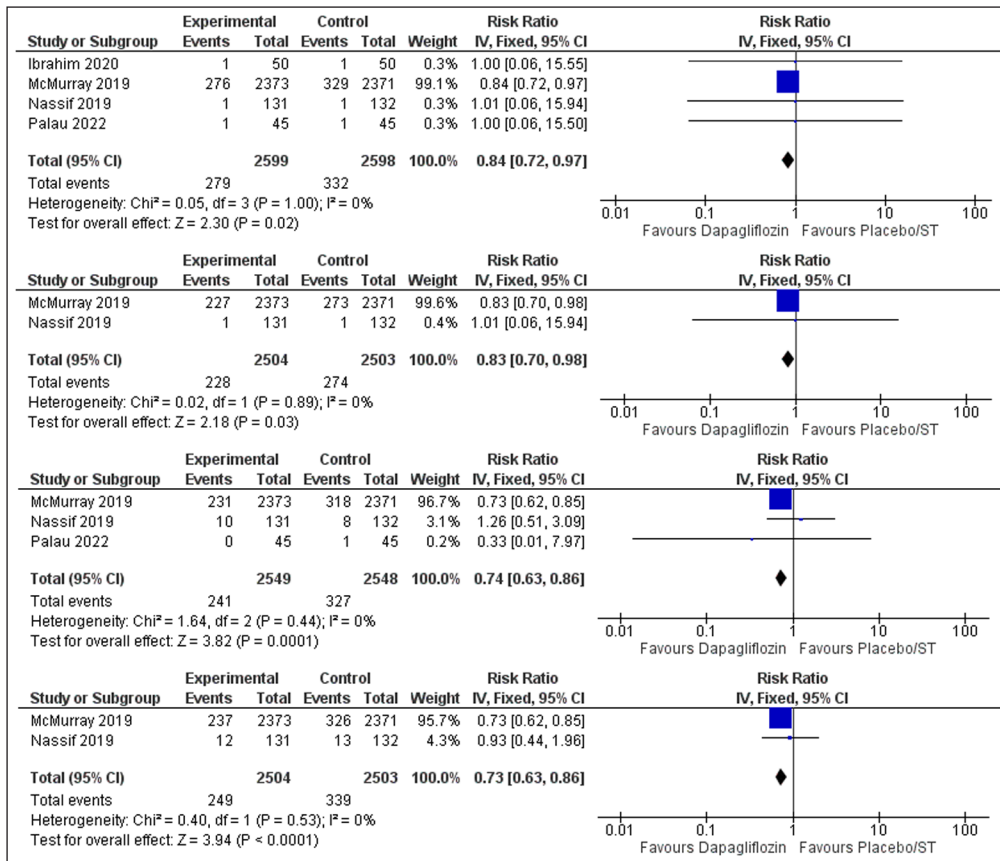 Experimental Control Risk Ratio Risk Ratio
Study or Subgroup Events Total Events Total Weight IV, Fixed, 95% CI IV, Fixed, 95% CI
Ibrahim 2020 1 50 1 50 0.3% 1.00 [0.06, 15.55]
McMurray 2019 276 2373 329 2371 99.1% 0.84 [0.72, 0.97]
Nassif 2019 1 131 1 132 0.3% 1.01 [0.06, 15.94]
Palau 2022 1 45 1 45 0.3% 1.00 [0.06, 15.50]
Total (95% CI) 2599 2598 100.0% 0.84 [0.72, 0.97]
Total events 279 332
Heterogeneity: Chi² = 0.05, df = 3 (P = 1.00); I² = 0%
Test for overall effect: Z = 2.30 (P = 0.02)
0.01 0.1 1 10 100
Favours Dapagliflozin Favours Placebo/ST
Experimental Control Risk Ratio Risk Ratio
Study or Subgroup Events Total Events Total Weight IV, Fixed, 95% CI IV, Fixed, 95% CI
McMurray 2019 227 2373 273 2371 99.6% 0.83 [0.70, 0.98]
Nassif 2019 1 131 1 132 0.4% 1.01 [0.06, 15.94]
Total (95% CI) 2504 2503 100.0% 0.83 [0.70, 0.98]
Total events 228 274
Heterogeneity: Chi² = 0.02, df = 1 (P = 0.89); I² = 0%
Test for overall effect: Z = 2.18 (P = 0.03)
0.01 0.1 1 10 100
Favours Dapagliflozin Favours Placebo/ST
Experimental Control Risk Ratio Risk Ratio
Study or Subgroup Events Total Events Total Weight IV, Fixed, 95% CI IV, Fixed, 95% CI
McMurray 2019 231 2373 318 2371 96.7% 0.73 [0.62, 0.85]
Nassif 2019 10 131 8 132 3.1% 1.26 [0.51, 3.09]
Palau 2022 0 45 1 45 0.2% 0.33 [0.01, 7.97]
Total (95% CI) 2549 2548 100.0% 0.74 [0.63, 0.86]
Total events 241 327
Heterogeneity: Chi² = 1.64, df = 2 (P = 0.44); I² = 0%
Test for overall effect: Z = 3.82 (P = 0.0001)
0.01 0.1 1 10 100
Favours Dapagliflozin Favours Placebo/ST
Experimental Control Risk Ratio Risk Ratio
Study or Subgroup Events Total Events Total Weight IV, Fixed, 95% CI IV, Fixed, 95% CI
McMurray 2019 237 2373 326 2371 95.7% 0.73 [0.62, 0.85]
Nassif 2019 12 131 13 132 4.3% 0.93 [0.44, 1.96]
Total (95% CI) 2504 2503 100.0% 0.73 [0.63, 0.86]
Total events 249 339
Heterogeneity: Chi² = 0.40, df = 1 (P = 0.53); I² = 0%
Test for overall effect: Z = 3.94 (P < 0.0001)
0.01 0.1 1 10 100
Favours Dapagliflozin Favours Placebo/ST